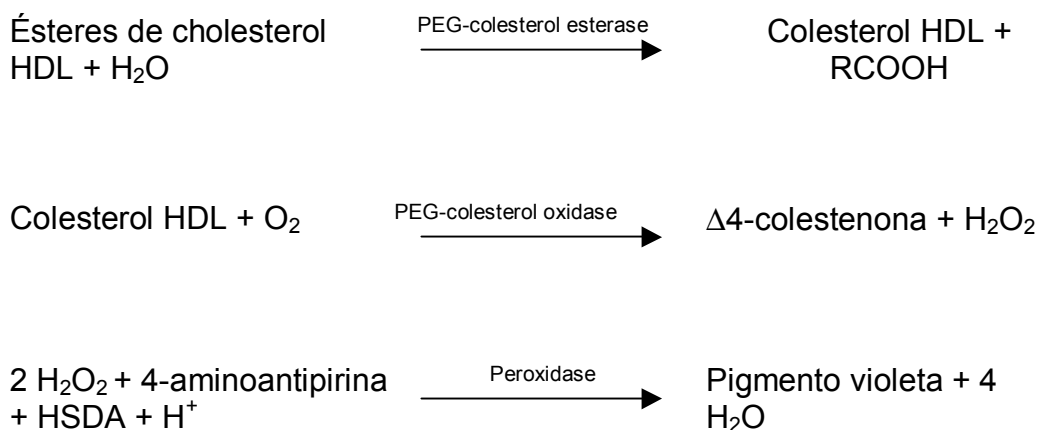 Ésteres de cholesterol PEG-colesterol esterase Colesterol HDL +
HDL + H₂O RCOOH
Colesterol HDL + O₂ PEG-colesterol oxidase Δ4-colestenona + H₂O₂
2 H₂O₂ + 4-aminoantipirina Peroxidase Pigmento violeta + 4
+ HSDA + H⁺ H₂O